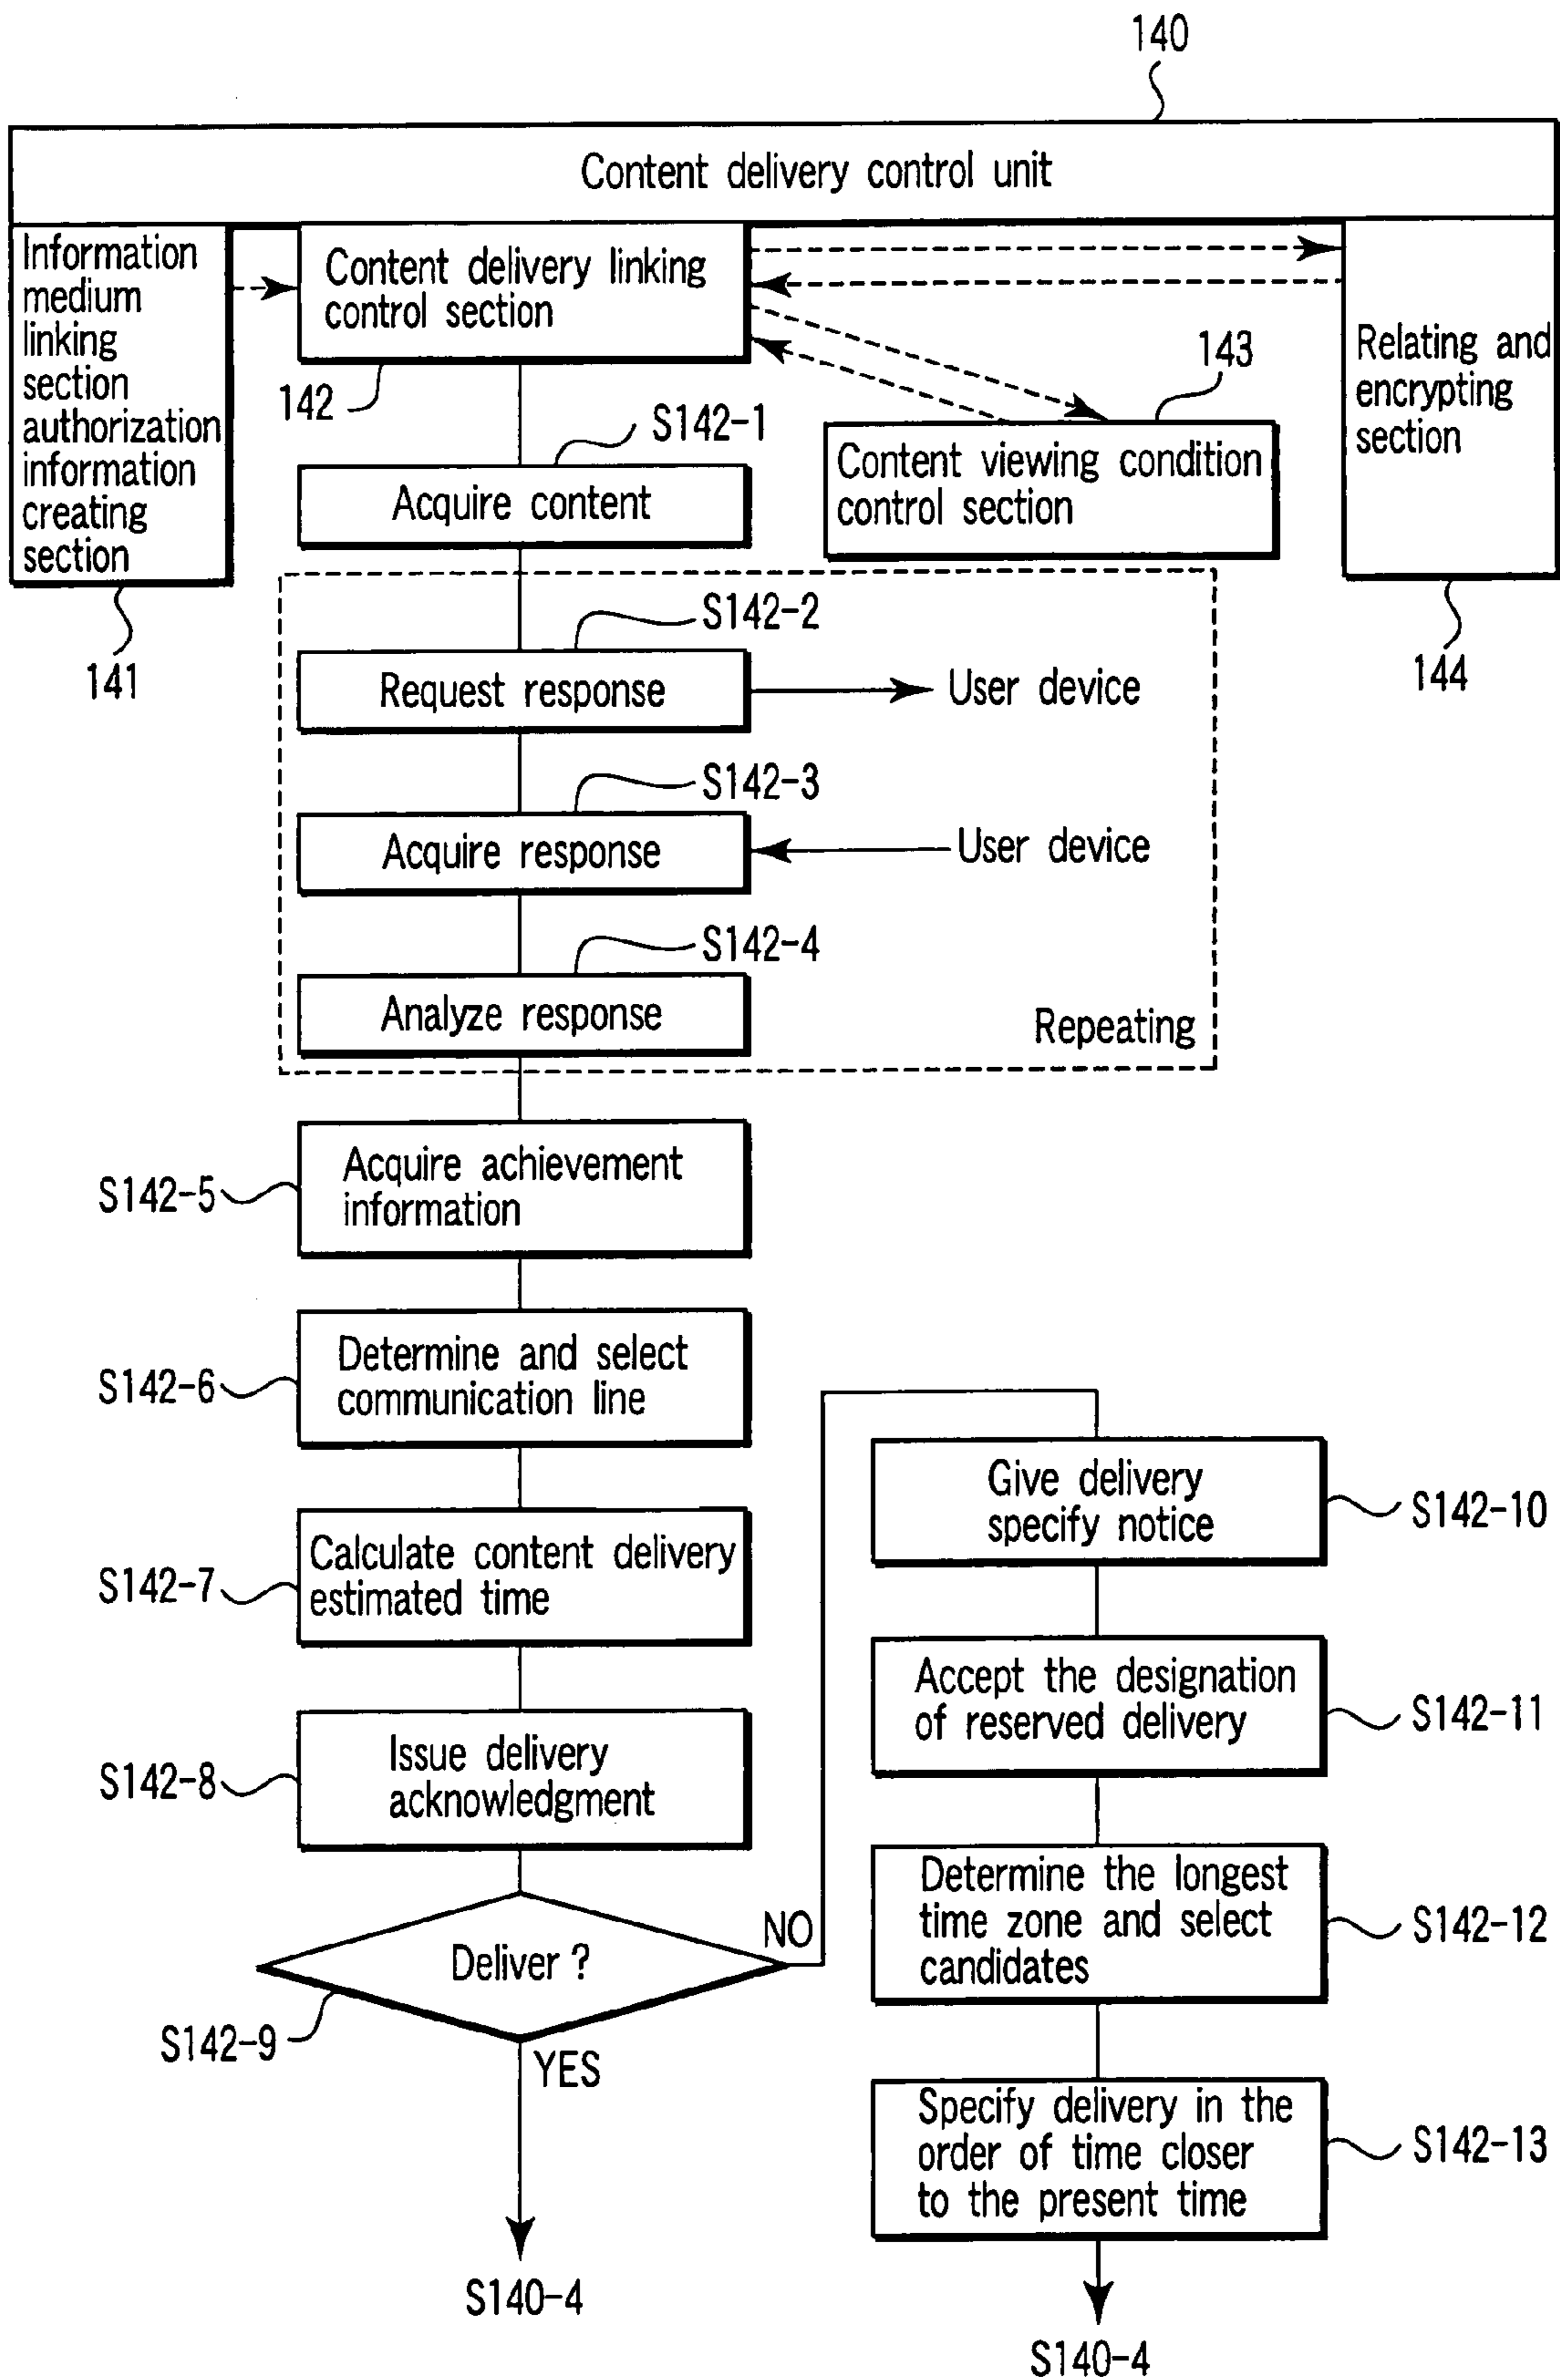 140
Content delivery control unit
Information
medium
linking
section
authorization
information
creating
section
141
Content delivery linking
control section
142
143
Content viewing condition
control section
Relating and
encrypting
section
144
S142-1
Acquire content
S142-2
Request response
User device
S142-3
Acquire response
User device
S142-4
Analyze response
Repeating
S142-5
Acquire achievement
information
S142-6
Determine and select
communication line
S142-7
Calculate content delivery
estimated time
S142-8
Issue delivery
acknowledgment
Deliver ?
S142-9
NO
YES
S140-4
Give delivery
specify notice
S142-10
Accept the designation
of reserved delivery
S142-11
Determine the longest
time zone and select
candidates
S142-12
Specify delivery in the
order of time closer
to the present time
S142-13
S140-4